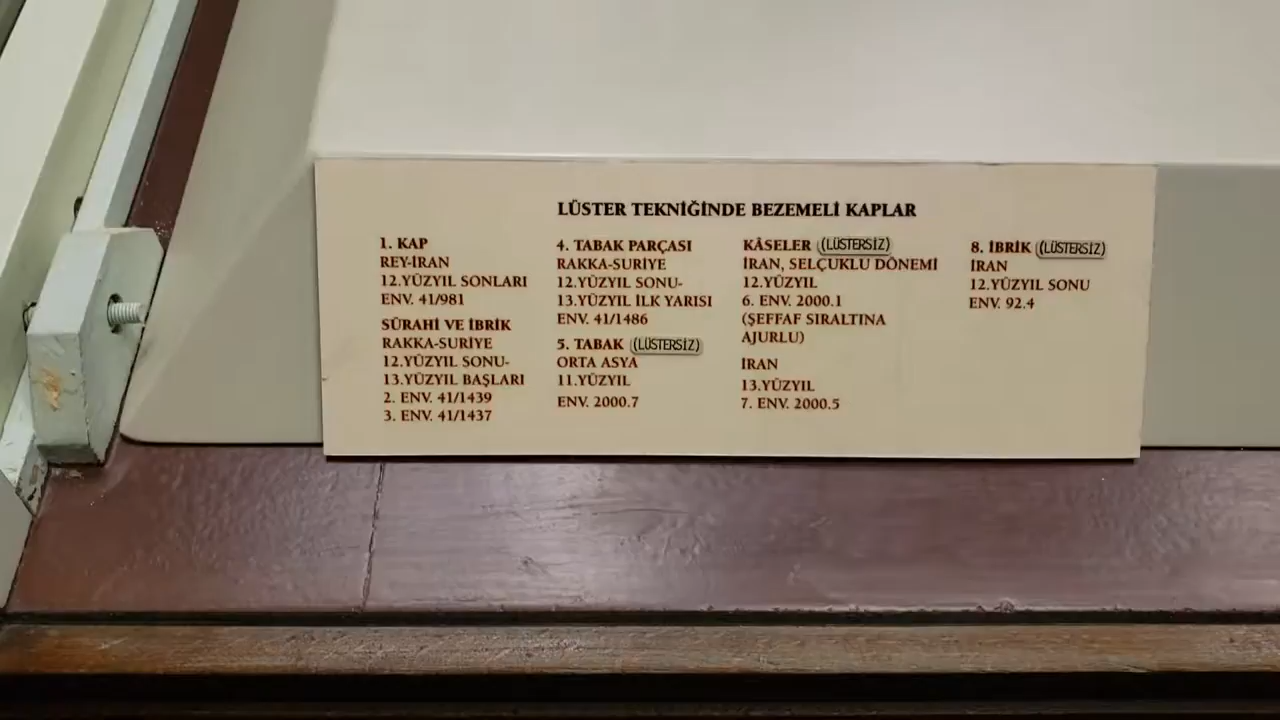 LÜSTER TEKNİĞİNDE BEZEMELİ KAPLAR
1. KAP
REY-İRAN
12.YÜZYIL SONLARI
ENV. 41/981
SÜRAHİ VE İBRİK
RAKKA-SURİYE
12.YÜZYIL SONU-
13.YÜZYIL BAŞLARI
2. ENV. 41/1439
3. ENV. 41/1437
4. TABAK PARÇASI
RAKKA-SURİYE
12.YÜZYIL SONU-
13.YÜZYIL İLK YARISI
ENV. 41/1486
5. TABAK (LÜSTERSİZ)
ORTA ASYA
11.YÜZYIL
ENV. 2000.7
KÂSELER (LÜSTERSİZ)
İRAN, SELÇUKLU DÖNEMİ
12.YÜZYIL
6. ENV. 2000.1
(ŞEFFAF SIRALTINA
AJURLU)
İRAN
13.YÜZYIL
7. ENV. 2000.5
8. İBRİK (LÜSTERSİZ)
İRAN
12.YÜZYIL SONU
ENV. 92.4